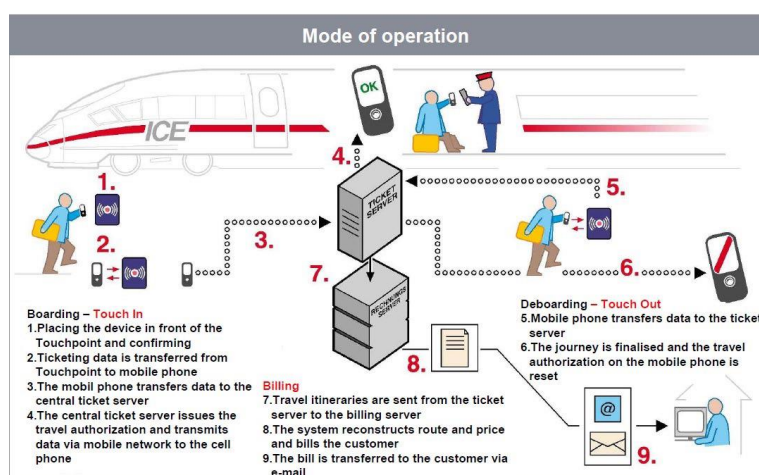 Mode of operation
ICE
OK
4.
1.
TICKET
SERVER
5.
2.
3.
6.
7.
RECHNUNGS
SERVER
8.
@
9.
Boarding – Touch In
1.Placing the device in front of the
Touchpoint and confirming
2.Ticketing data is transferred from
Touchpoint to mobile phone
3.The mobil phone transfers data to the
central ticket server
4.The central ticket server issues the
travel authorization and transmits
data via mobile network to the cell
phone
Billing
7.Travel itineraries are sent from the ticket
server to the billing server
8.The system reconstructs route and price
and bills the customer
9.The bill is transferred to the customer via
e-mail
Deboarding – Touch Out
5.Mobile phone transfers data to the ticket
server
6.The journey is finalised and the travel
authorization on the mobile phone is
reset